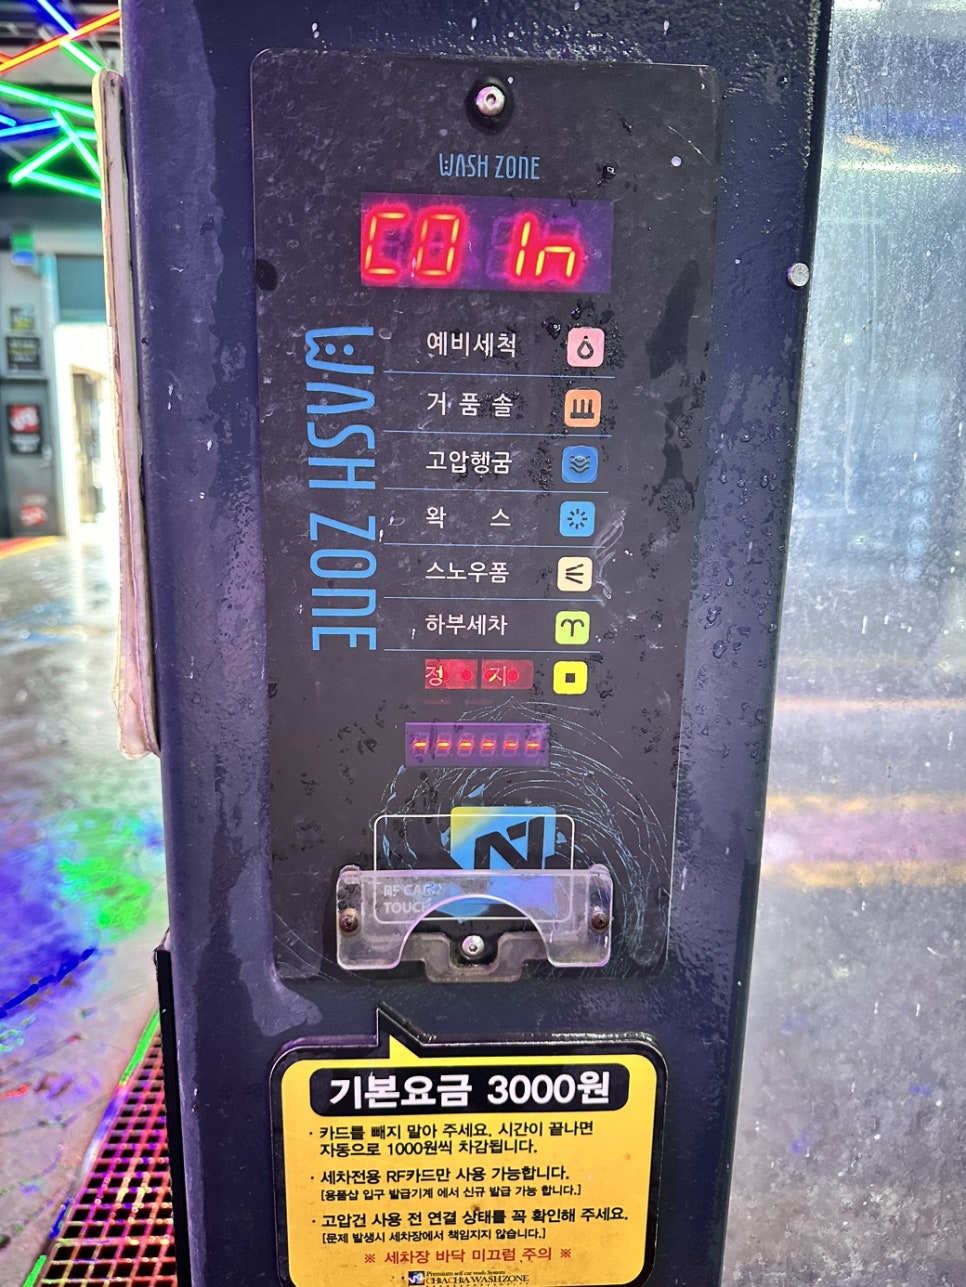 WASH ZONE
CO In
WASH ZONE
예비세척
거 품 솔
고압헹굼
왁 스
스노우폼
하부세차
정 지
------
RF CARD
TOUCH
기본요금 3000원
· 카드를 빼지 말아 주세요. 시간이 끝나면
자동으로 1000원씩 차감됩니다.
· 세차전용 RF카드만 사용 가능합니다.
[용품샵 입구 발급기계 에서 신규 발급 가능 합니다.]
· 고압건 사용 전 연결 상태를 꼭 확인해 주세요.
[문제 발생시 세차장에서 책임지지 않습니다.]
※ 세차장 바닥 미끄럼 주의 ※
Premium self car wash System
CHIACHIA WASHZONE